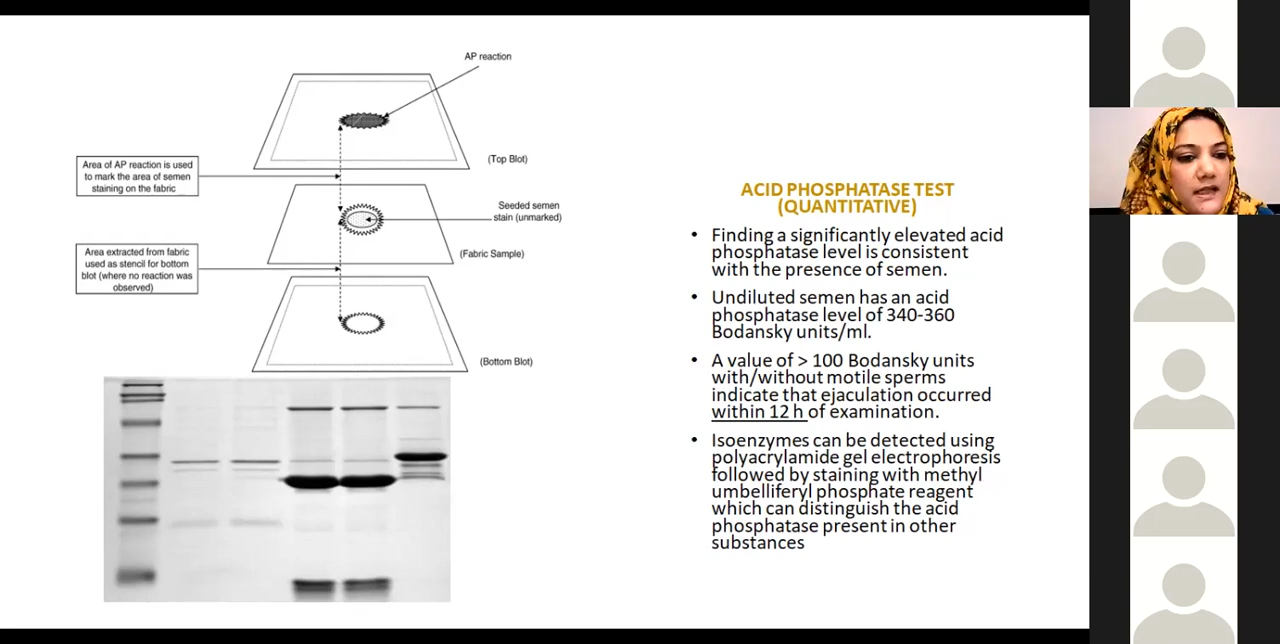 AP reaction
(Top Blot)
Area of AP reaction is used
to mark the area of semen
staining on the fabric
Seeded semen
stain (unmarked)
(Fabric Sample)
Area extracted from fabric
used as stencil for bottom
blot (where no reaction was
observed)
(Bottom Blot)
ACID PHOSPHATASE TEST
(QUANTITATIVE)
• Finding a significantly elevated acid
phosphatase level is consistent
with the presence of semen.
• Undiluted semen has an acid
phosphatase level of 340-360
Bodansky units/ml.
• A value of > 100 Bodansky units
with/without motile sperms
indicate that ejaculation occurred
within 12 h of examination.
• Isoenzymes can be detected using
polyacrylamide gel electrophoresis
followed by staining with methyl
umbelliferyl phosphate reagent
which can distinguish the acid
phosphatase present in other
substances